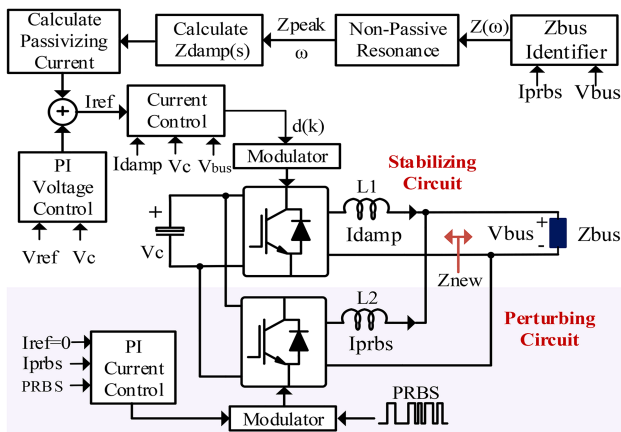 Calculate
Passivizing
Current
Calculate
Zdamp(s)
Zpeak
ω
Non-Passive
Resonance
Z(ω)
Zbus
Identifier
Iprbs
Vbus
Iref
Current
Control
d(k)
Idamp
Vc
Vbus
Modulator
PI
Voltage
Control
Vref
Vc
Stabilizing
Circuit
L1
Idamp
+
Vc
Vbus
+
-
Zbus
Znew
L2
Iprbs
Perturbing
Circuit
Iref=0
Iprbs
PRBS
PI
Current
Control
Modulator
PRBS